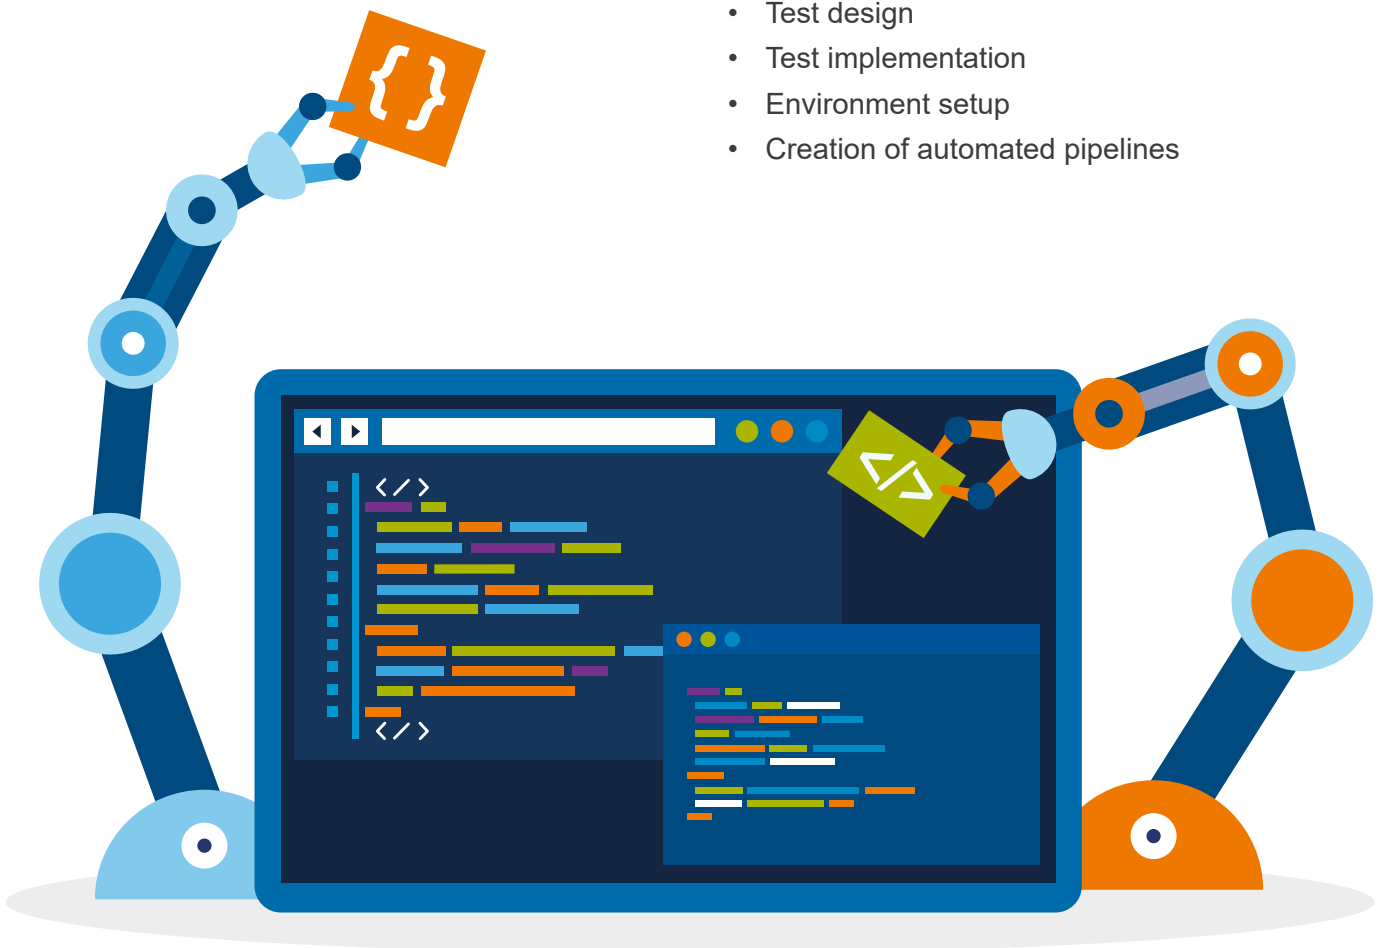 • Test design
• Test implementation
• Environment setup
• Creation of automated pipelines
{ }
</>
</>
</>